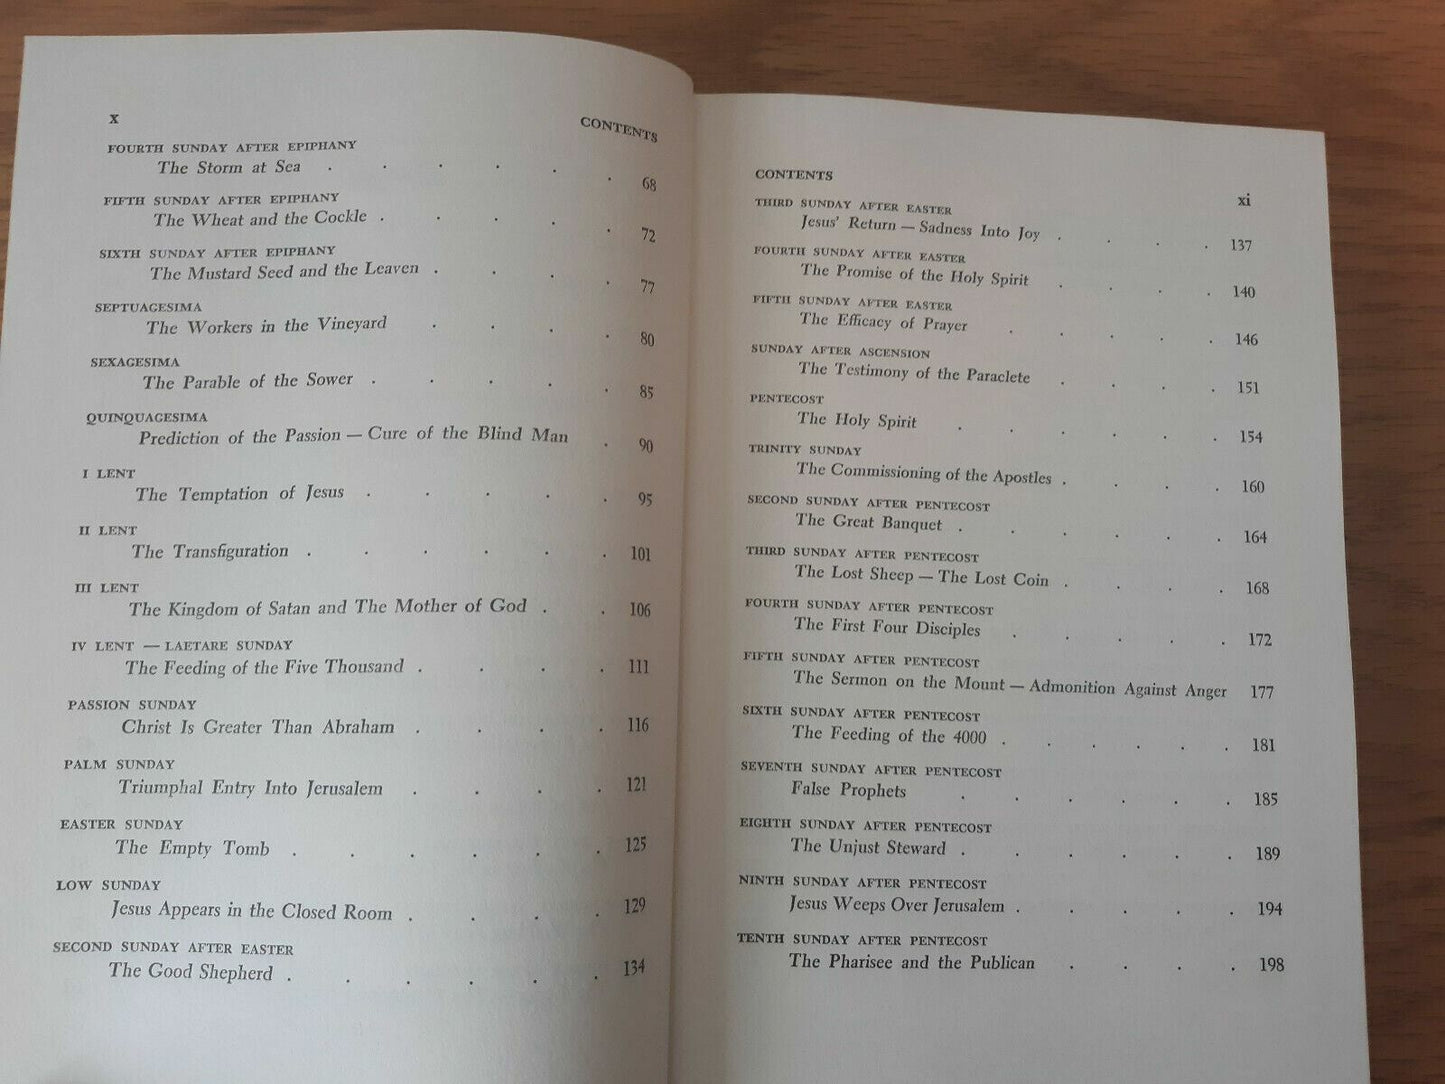 x CONTENTS
FOURTH SUNDAY AFTER EPIPHANY
The Storm at Sea . . . . . . 68
FIFTH SUNDAY AFTER EPIPHANY
The Wheat and the Cockle . . . . . 72
SIXTH SUNDAY AFTER EPIPHANY
The Mustard Seed and the Leaven . . . . 77
SEPTUAGESIMA
The Workers in the Vineyard . . . . 80
SEXAGESIMA
The Parable of the Sower . . . . . 85
QUINQUAGESIMA
Prediction of the Passion — Cure of the Blind Man . 90
I LENT
The Temptation of Jesus . . . . . 95
II LENT
The Transfiguration . . . . . . 101
III LENT
The Kingdom of Satan and The Mother of God . . 106
IV LENT — LAETARE SUNDAY
The Feeding of the Five Thousand . . . . 111
PASSION SUNDAY
Christ Is Greater Than Abraham . . . . 116
PALM SUNDAY
Triumphal Entry Into Jerusalem . . . . 121
EASTER SUNDAY
The Empty Tomb . . . . . . 125
LOW SUNDAY
Jesus Appears in the Closed Room . . . . 129
SECOND SUNDAY AFTER EASTER
The Good Shepherd . . . . . . 134
CONTENTS xi
THIRD SUNDAY AFTER EASTER
Jesus' Return — Sadness Into Joy . . . . 137
FOURTH SUNDAY AFTER EASTER
The Promise of the Holy Spirit . . . . 140
FIFTH SUNDAY AFTER EASTER
The Efficacy of Prayer . . . . . 146
SUNDAY AFTER ASCENSION
The Testimony of the Paraclete . . . . 151
PENTECOST
The Holy Spirit . . . . . . 154
TRINITY SUNDAY
The Commissioning of the Apostles . . . . 160
SECOND SUNDAY AFTER PENTECOST
The Great Banquet . . . . . . 164
THIRD SUNDAY AFTER PENTECOST
The Lost Sheep — The Lost Coin . . . . 168
FOURTH SUNDAY AFTER PENTECOST
The First Four Disciples . . . . . 172
FIFTH SUNDAY AFTER PENTECOST
The Sermon on the Mount — Admonition Against Anger 177
SIXTH SUNDAY AFTER PENTECOST
The Feeding of the 4000 . . . . . . 181
SEVENTH SUNDAY AFTER PENTECOST
False Prophets . . . . . . 185
EIGHTH SUNDAY AFTER PENTECOST
The Unjust Steward . . . . . . 189
NINTH SUNDAY AFTER PENTECOST
Jesus Weeps Over Jerusalem . . . . . 194
TENTH SUNDAY AFTER PENTECOST
The Pharisee and the Publican . . . . 198